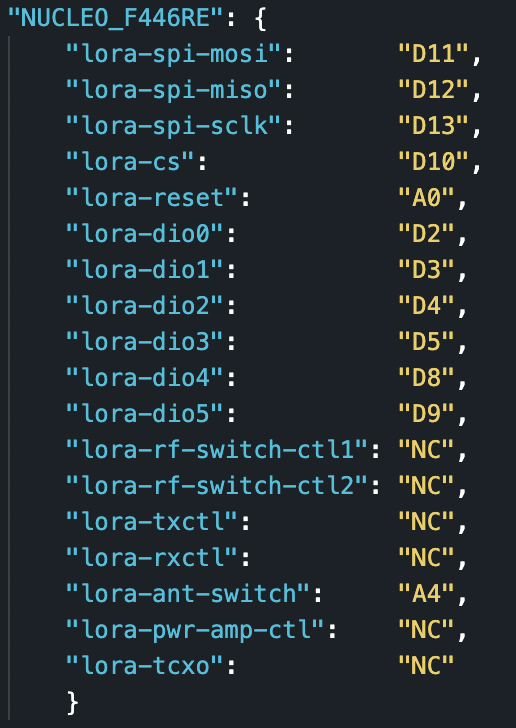 "NUCLEO_F446RE": {
"lora-spi-mosi": "D11",
"lora-spi-miso": "D12",
"lora-spi-sclk": "D13",
"lora-cs": "D10",
"lora-reset": "A0",
"lora-dio0": "D2",
"lora-dio1": "D3",
"lora-dio2": "D4",
"lora-dio3": "D5",
"lora-dio4": "D8",
"lora-dio5": "D9",
"lora-rf-switch-ctl1": "NC",
"lora-rf-switch-ctl2": "NC",
"lora-txctl": "NC",
"lora-rxctl": "NC",
"lora-ant-switch": "A4",
"lora-pwr-amp-ctl": "NC",
"lora-tcxo": "NC"
}